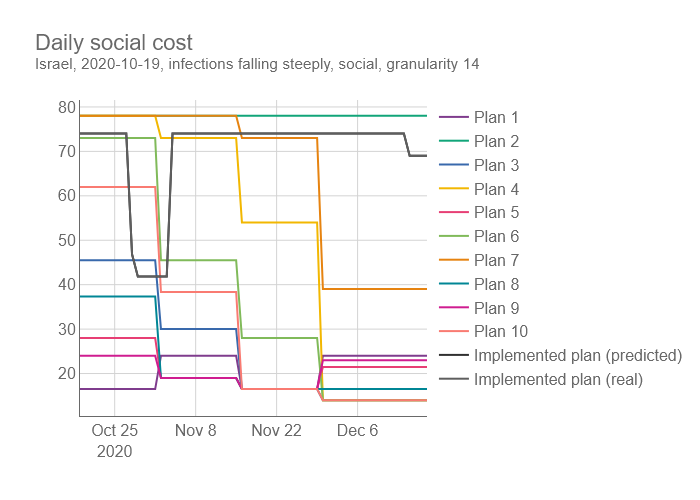 Daily social cost
Israel, 2020-10-19, infections falling steeply, social, granularity 14
80
70
60
50
40
30
20
Oct 25
2020
Nov 8
Nov 22
Dec 6
Plan 1
Plan 2
Plan 3
Plan 4
Plan 5
Plan 6
Plan 7
Plan 8
Plan 9
Plan 10
Implemented plan (predicted)
Implemented plan (real)